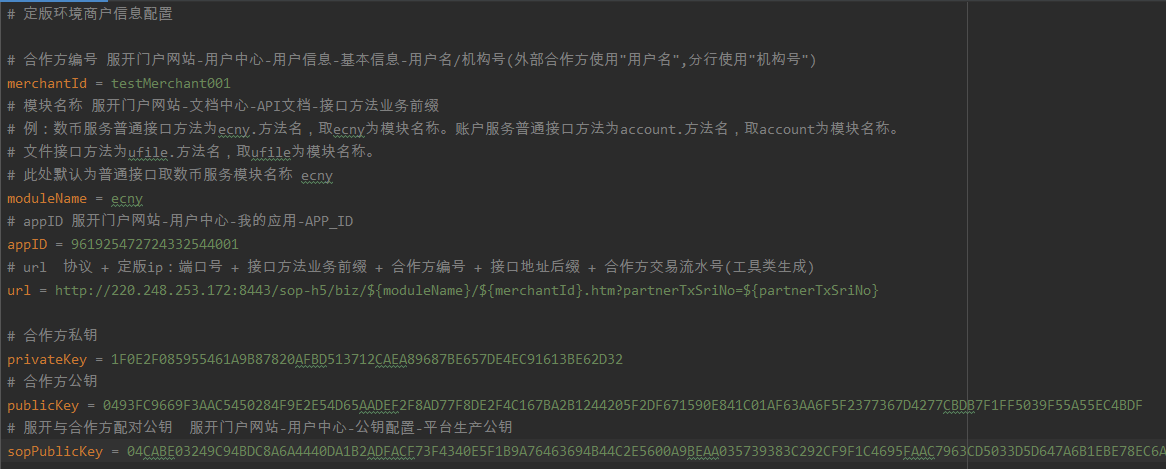 # 定版环境商户信息配置
# 合作方编号 服开门户网站-用户中心-用户信息-基本信息-用户名/机构号(外部合作方使用"用户名",分行使用"机构号")
merchantId = testMerchant001
# 模块名称 服开门户网站-文档中心-API文档-接口方法业务前缀
# 例：数币服务普通接口方法为ecny.方法名，取ecny为模块名称。账户服务普通接口方法为account.方法名，取account为模块名称。
# 文件接口方法为ufile.方法名，取ufile为模块名称。
# 此处默认为普通接口取数币服务模块名称 ecny
moduleName = ecny
# appID 服开门户网站-用户中心-我的应用-APP_ID
appID = 961925472724332544001
# url  协议 + 定版ip：端口号 + 接口方法业务前缀 + 合作方编号 + 接口地址后缀 + 合作方交易流水号(工具类生成)
url = http://220.248.253.172:8443/sop-h5/biz/${moduleName}/${merchantId}.htm?partnerTxSriNo=${partnerTxSriNo}
# 合作方私钥
privateKey = 1F0E2F085955461A9B87820AFBD513712CAEA89687BE657DE4EC91613BE62D32
# 合作方公钥
publicKey = 0493FC9669F3AAC5450284F9E2E54D65AADEF2F8AD77F8DE2F4C167BA2B1244205F2DF671590E841C01AF63AA6F5F2377367D4277CBDB7F1FF5039F55A55EC4BDF
# 服开与合作方配对公钥  服开门户网站-用户中心-公钥配置-平台生产公钥
sopPublicKey = 04CABE03249C94BDC8A6A4440DA1B2ADFACF73F4340E5F1B9A76463694B44C2E5600A9BEAA035739383C292CF9F1C4695FAAC7963CD5033D5D647A6B1EBE78EC6A